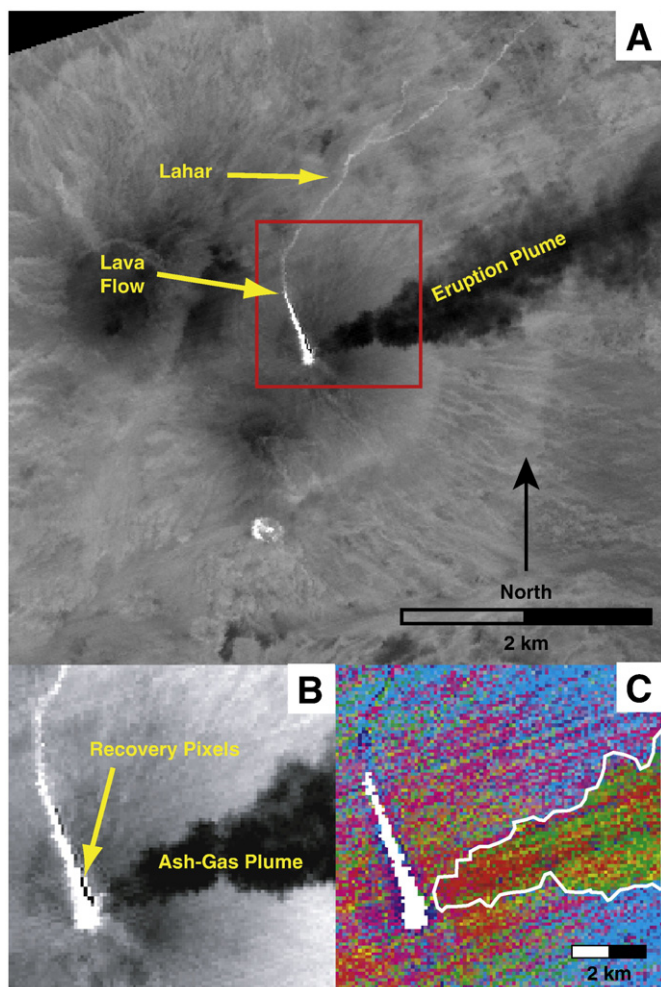 A
Lahar
Lava
Flow
Eruption Plume
North
2 km
B
Recovery Pixels
Ash-Gas Plume
C
2 km